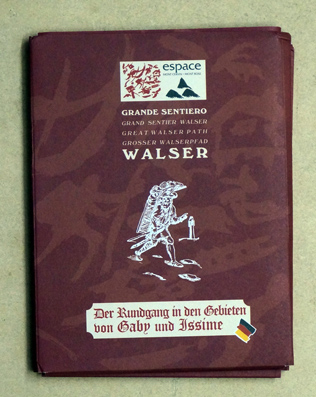 espace
GRANDE SENTIERO
GRAND SENTIER WALSER
GREAT WALSER PATH
GROSSER WALSERPFAD
WALSER
Der Rundgang in den Gebieten
von Gaby und Issime